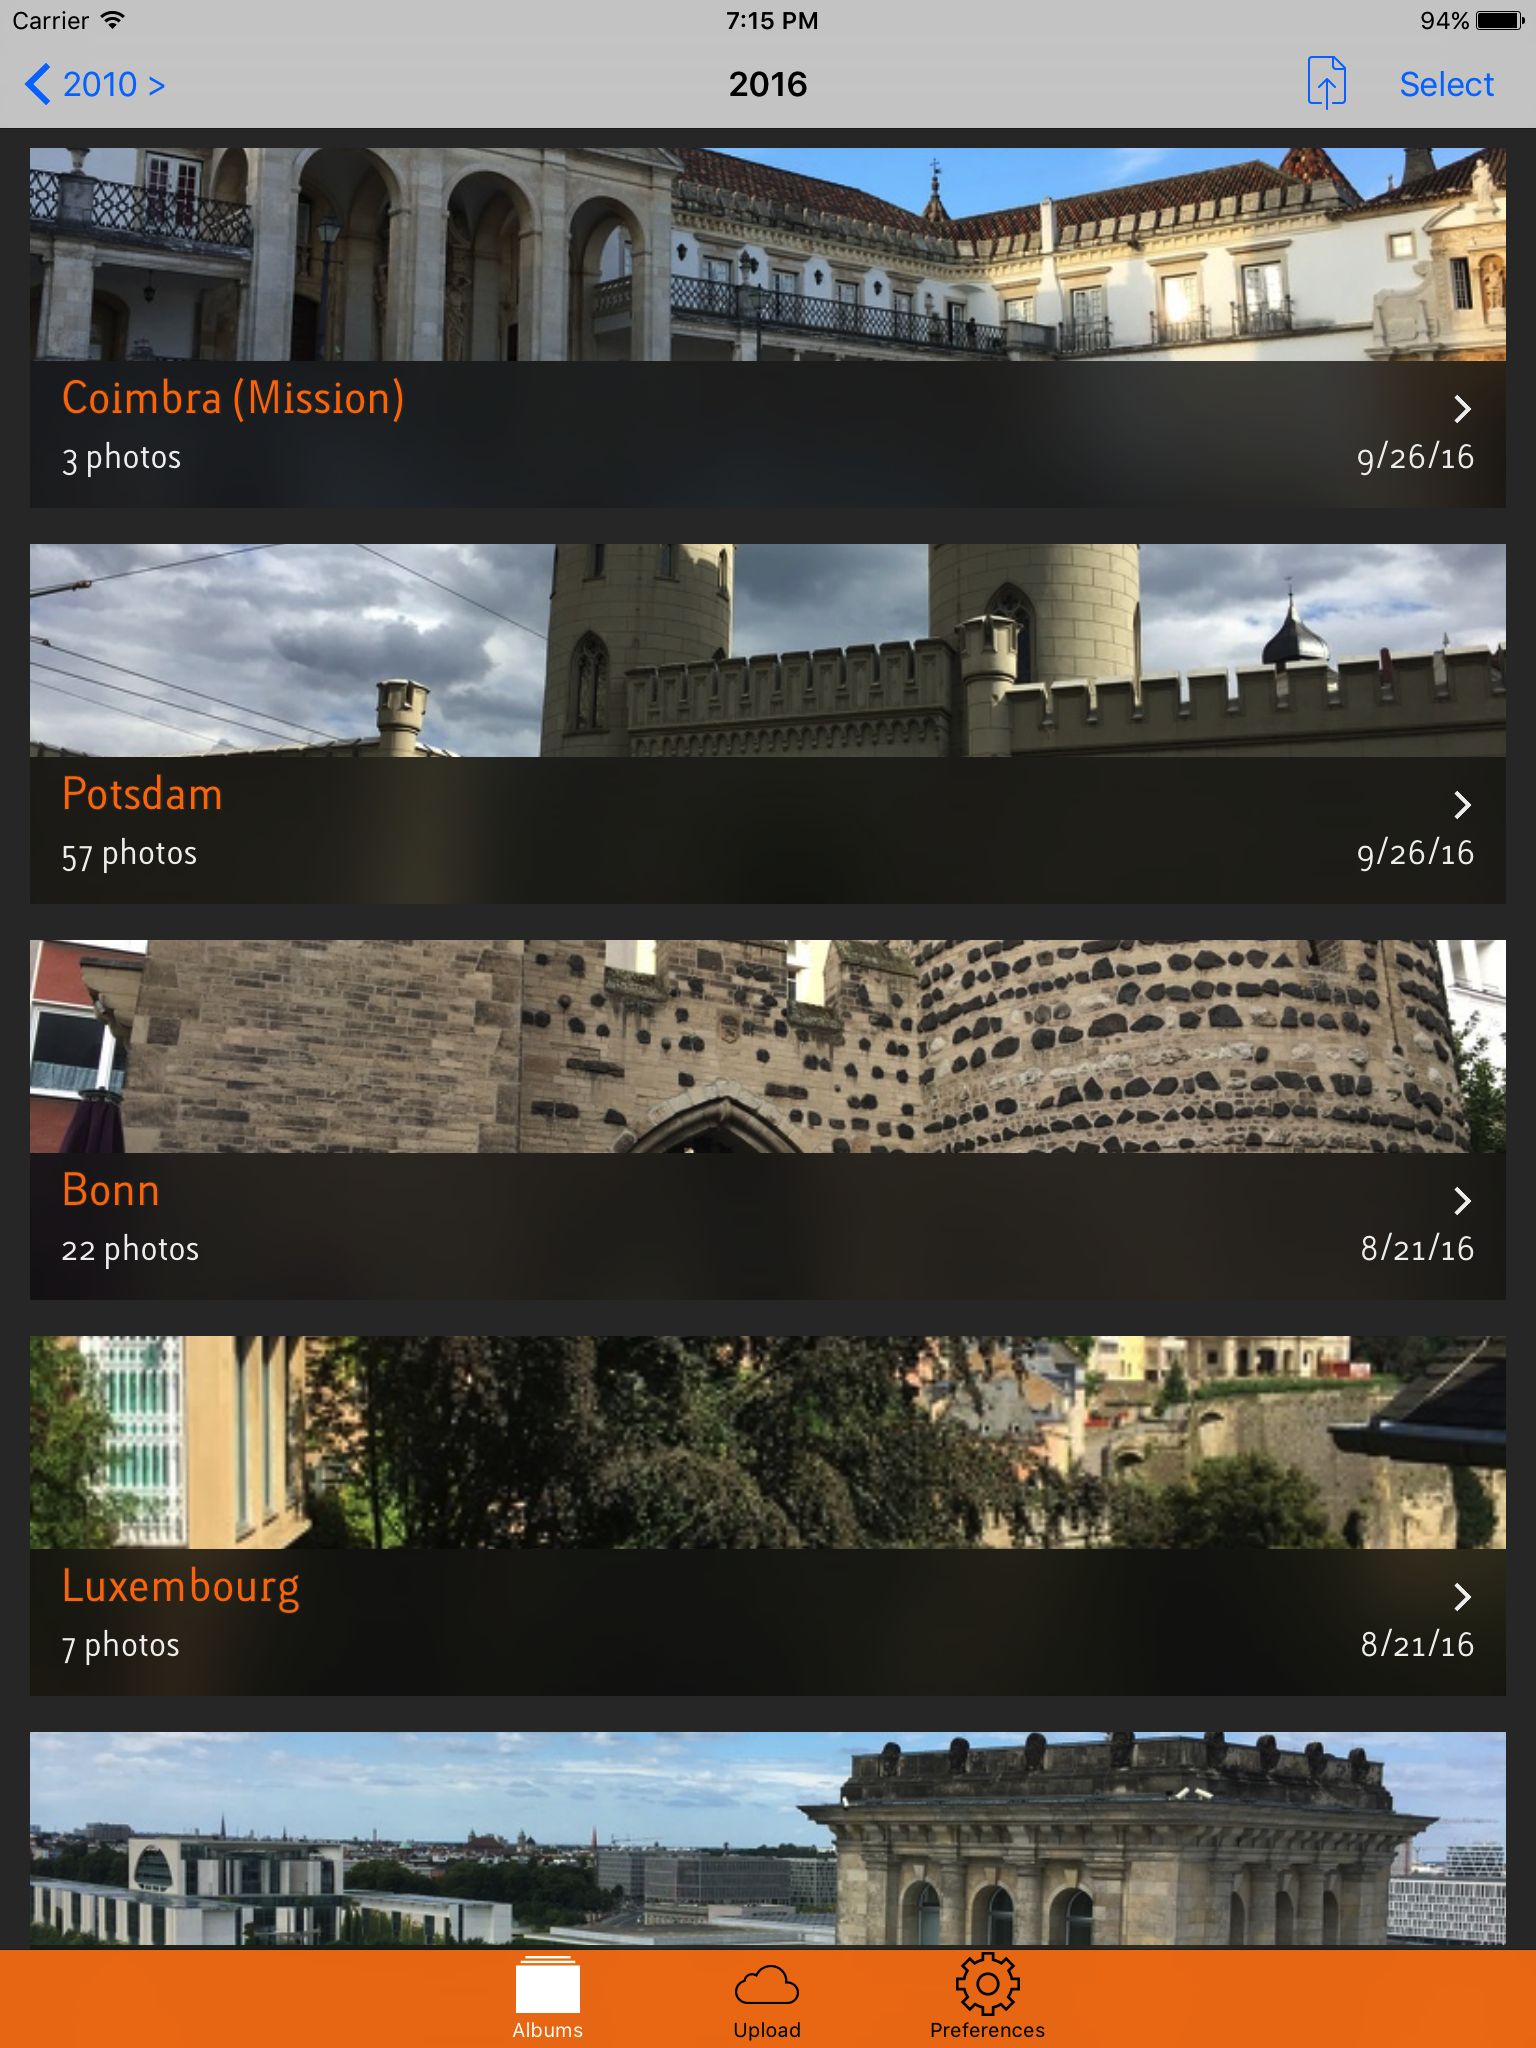 Carrier 7:15 PM 94%
2010 > 2016 Select
Coimbra (Mission)
3 photos 9/26/16
Potsdam
57 photos 9/26/16
Bonn
22 photos 8/21/16
Luxembourg
7 photos 8/21/16
Albums Upload Preferences